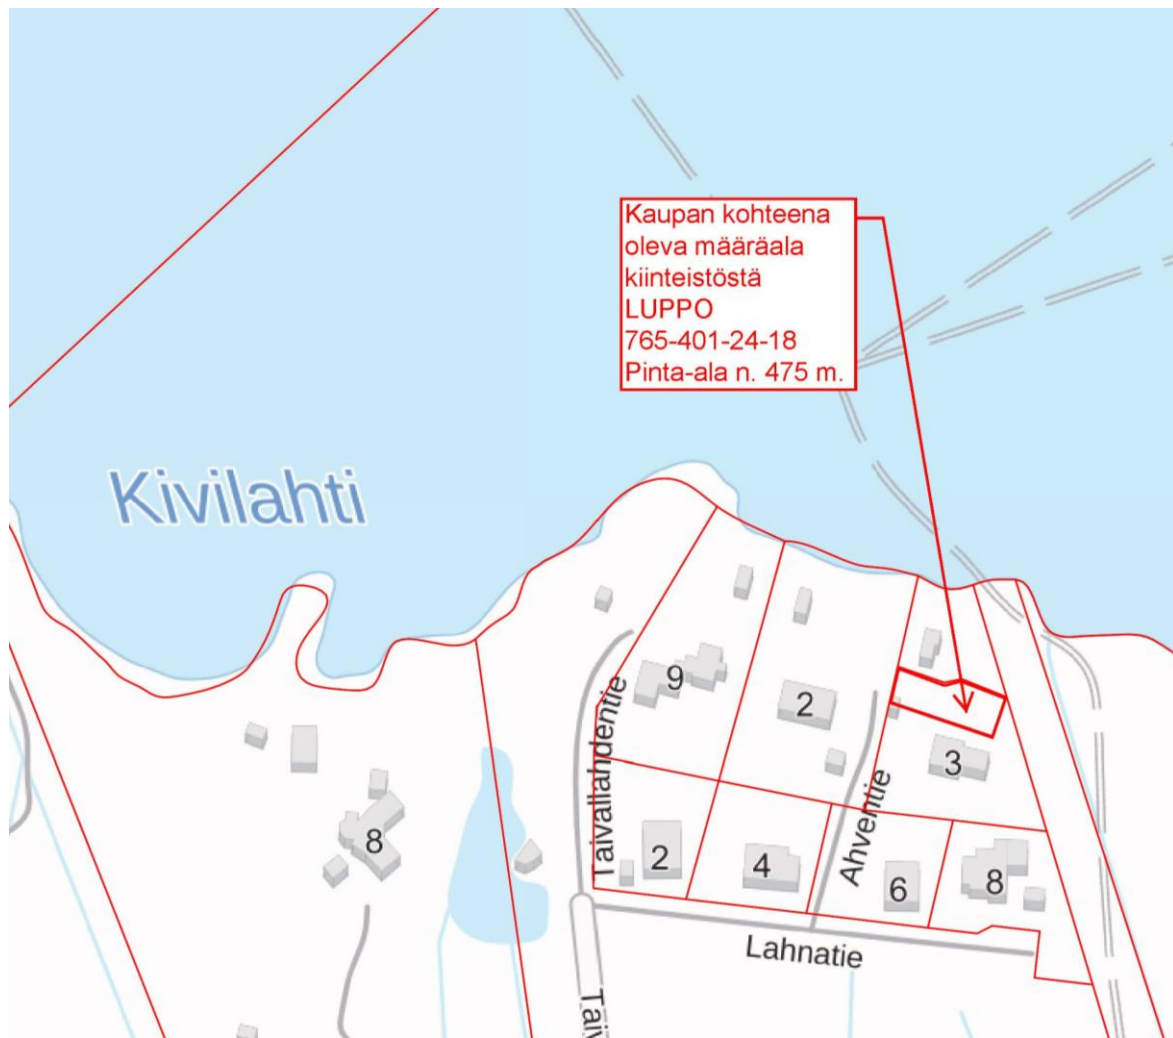 Kaupan kohteena
oleva määräala
kiinteistöstä
LUPPO
765-401-24-18
Pinta-ala n. 475 m.
Kivilahti
9
2
Taivallahdentie
3
Ahventie
8
2
4
6
8
Lahnatie
Taiv